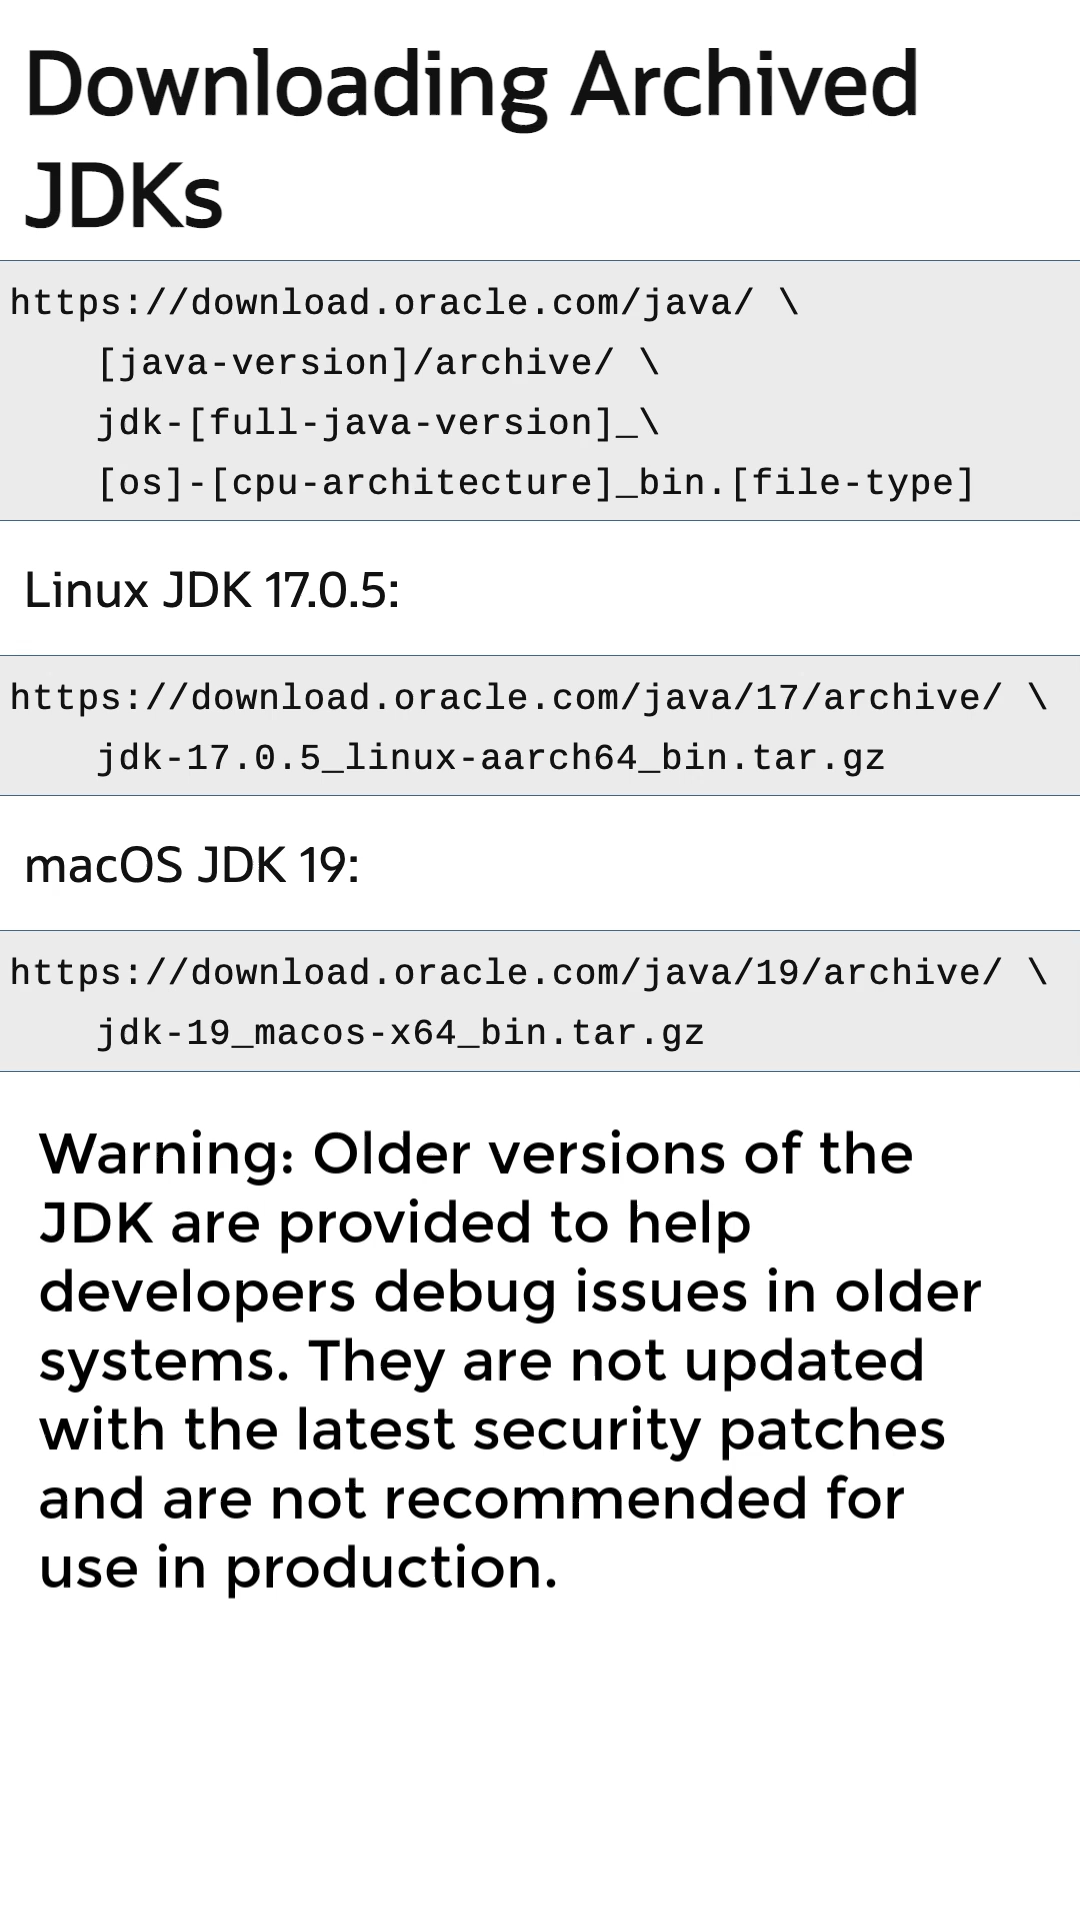 Downloading Archived
JDKs
https://download.oracle.com/java/ \
[java-version]/archive/ \
jdk-[full-java-version]_\
[os]-[cpu-architecture]_bin.[file-type]
Linux JDK 17.0.5:
https://download.oracle.com/java/17/archive/ \
jdk-17.0.5_linux-aarch64_bin.tar.gz
macOS JDK 19:
https://download.oracle.com/java/19/archive/ \
jdk-19_macos-x64_bin.tar.gz
Warning: Older versions of the
JDK are provided to help
developers debug issues in older
systems. They are not updated
with the latest security patches
and are not recommended for
use in production.